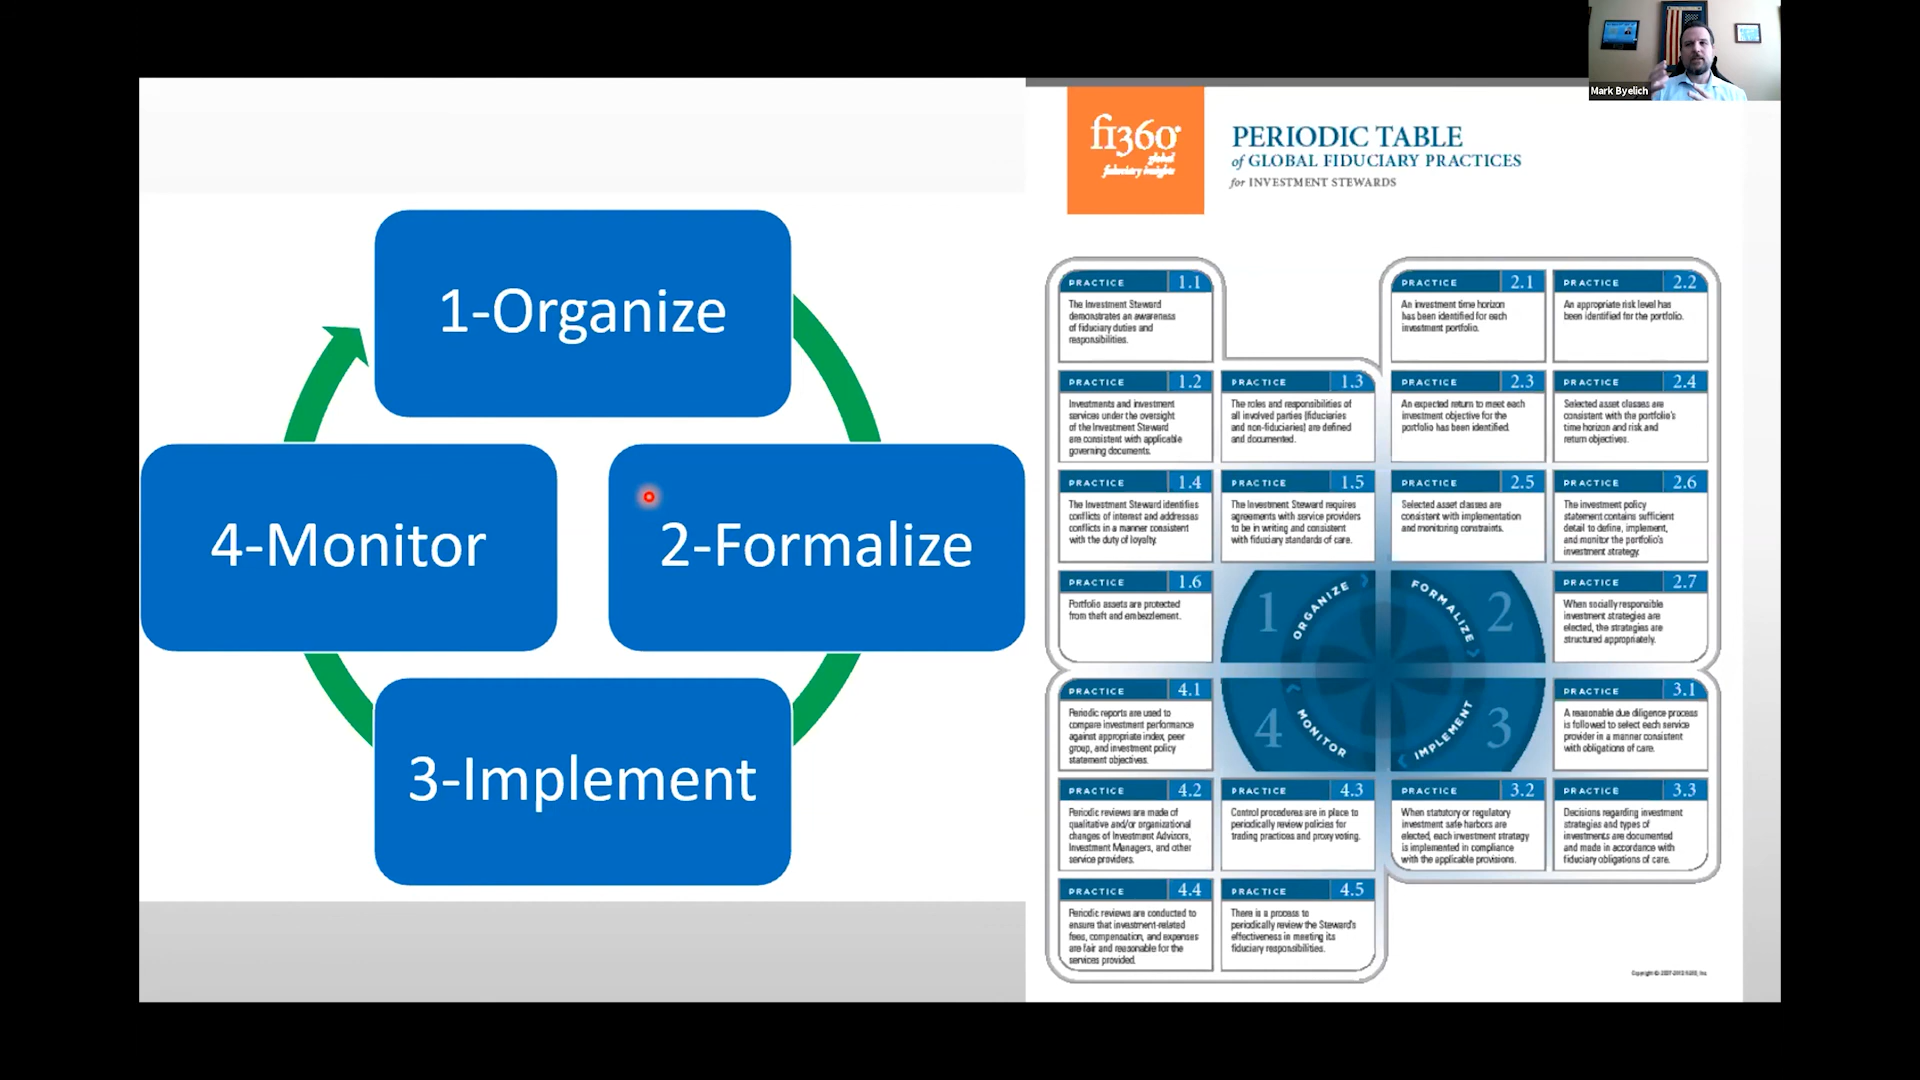 Mark Byelich
1-Organize
2-Formalize
3-Implement
4-Monitor
fi360®
global
fiduciary insights
PERIODIC TABLE
of GLOBAL FIDUCIARY PRACTICES
for INVESTMENT STEWARDS
PRACTICE 1.1
The Investment Steward
demonstrates an awareness
of fiduciary duties and
responsibilities.
PRACTICE 1.2
Investments and investment
services under the oversight
of the Investment Steward
are consistent with applicable
governing documents.
PRACTICE 1.3
The roles and responsibilities of
all involved parties (fiduciaries
and non-fiduciaries) are defined
and documented.
PRACTICE 1.4
The Investment Steward identifies
conflicts of interest and addresses
conflicts in a manner consistent
with the duty of loyalty.
PRACTICE 1.5
The Investment Steward requires
agreements with service providers
to be in writing and consistent
with fiduciary standards of care.
PRACTICE 1.6
Portfolio assets are protected
from theft and embezzlement.
PRACTICE 2.1
An investment time horizon
has been identified for each
investment portfolio.
PRACTICE 2.2
An appropriate risk level has
been identified for the portfolio.
PRACTICE 2.3
An expected return to meet each
investment objective for the
portfolio has been identified.
PRACTICE 2.4
Selected asset classes are
consistent with the portfolio's
time horizon and risk and
return objectives.
PRACTICE 2.5
Selected asset classes are
consistent with implementation
and monitoring constraints.
PRACTICE 2.6
The investment policy
statement contains sufficient
detail to define, implement,
and monitor the portfolio's
investment strategy.
PRACTICE 2.7
When socially responsible
investment strategies are
elected, the strategies are
structured appropriately.
1 ORGANIZE
FORMALIZE 2
4 MONITOR
IMPLEMENT 3
PRACTICE 3.1
A reasonable due diligence process
is followed to select each service
provider in a manner consistent
with obligations of care.
PRACTICE 3.2
When statutory or regulatory
investment safe harbors are
elected, each investment strategy
is implemented in compliance
with the applicable provisions.
PRACTICE 3.3
Decisions regarding investment
strategies and types of
investments are documented
and made in accordance with
fiduciary obligations of care.
PRACTICE 4.1
Periodic reports are used to
compare investment performance
against appropriate index, peer
group, and investment policy
statement objectives.
PRACTICE 4.2
Periodic reviews are made of
qualitative and/or organizational
changes of Investment Advisors,
Investment Managers, and other
service providers.
PRACTICE 4.3
Control procedures are in place to
periodically review policies for
trading practices and proxy voting.
PRACTICE 4.4
Periodic reviews are conducted to
ensure that investment-related
fees, compensation, and expenses
are fair and reasonable for the
services provided.
PRACTICE 4.5
There is a process to
periodically review the Steward's
effectiveness in meeting its
fiduciary responsibilities.
Copyright ©